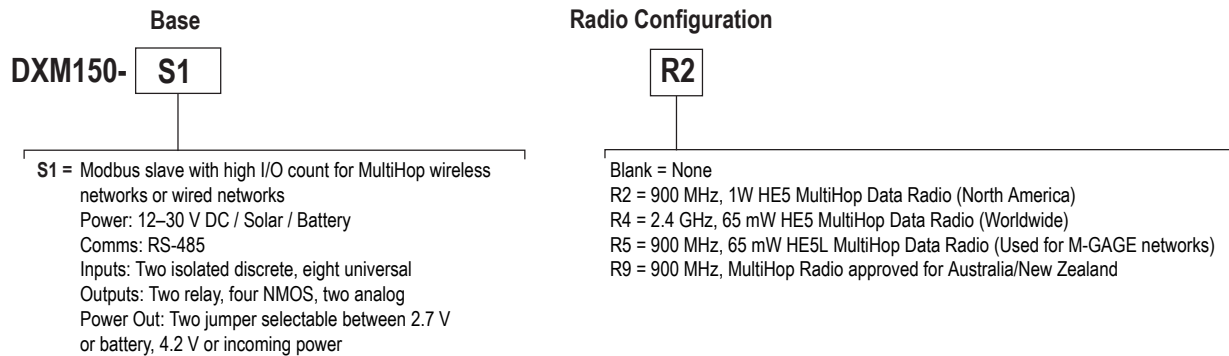 Base
DXM150- S1
S1 = Modbus slave with high I/O count for MultiHop wireless
networks or wired networks
Power: 12–30 V DC / Solar / Battery
Comms: RS-485
Inputs: Two isolated discrete, eight universal
Outputs: Two relay, four NMOS, two analog
Power Out: Two jumper selectable between 2.7 V
or battery, 4.2 V or incoming power
Radio Configuration
R2
Blank = None
R2 = 900 MHz, 1W HE5 MultiHop Data Radio (North America)
R4 = 2.4 GHz, 65 mW HE5 MultiHop Data Radio (Worldwide)
R5 = 900 MHz, 65 mW HE5L MultiHop Data Radio (Used for M-GAGE networks)
R9 = 900 MHz, MultiHop Radio approved for Australia/New Zealand